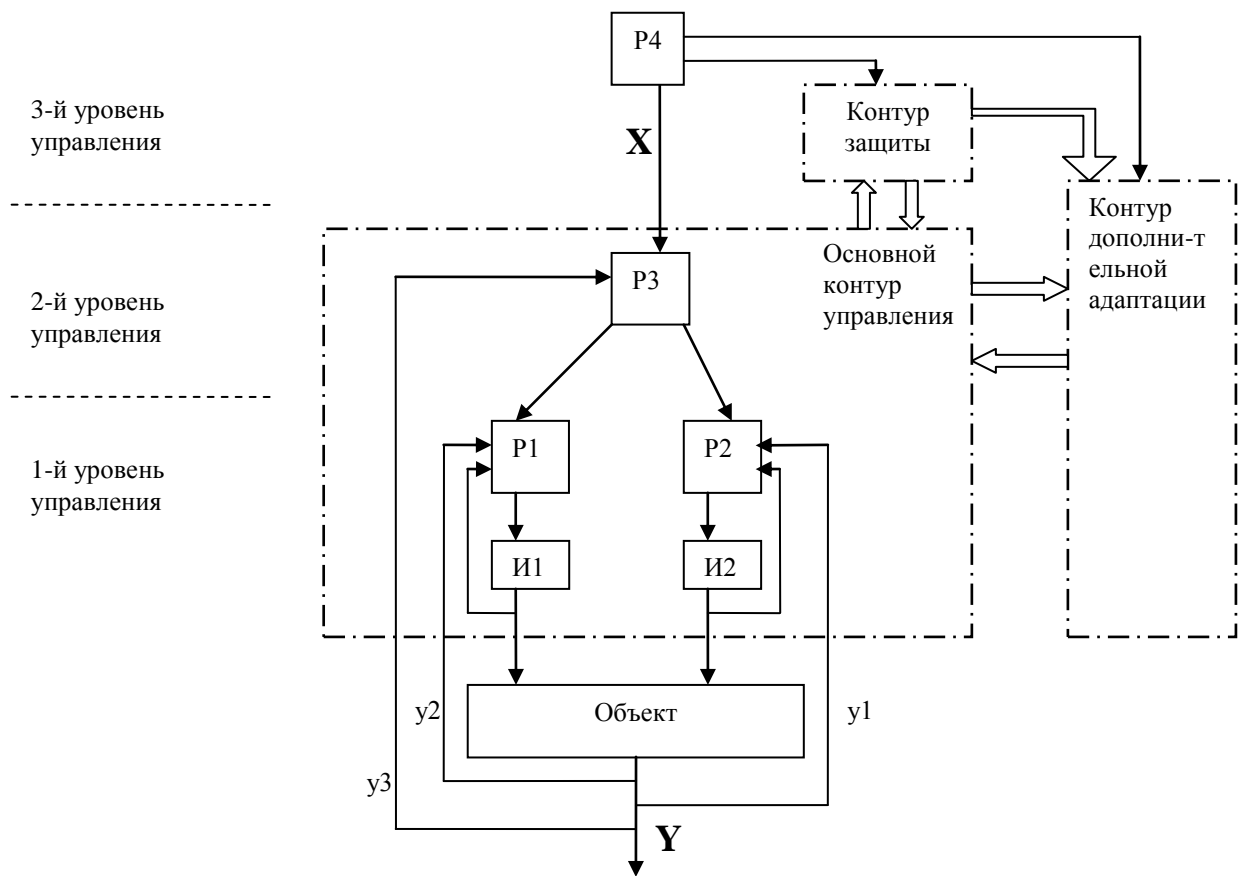 Р4
3-й уровень
управления
Контур
защиты
X
Контур
дополни-т
ельной
адаптации
Основной
контур
управления
Р3
2-й уровень
управления
Р1
Р2
1-й уровень
управления
И1
И2
Объект
y2
y1
y3
Y